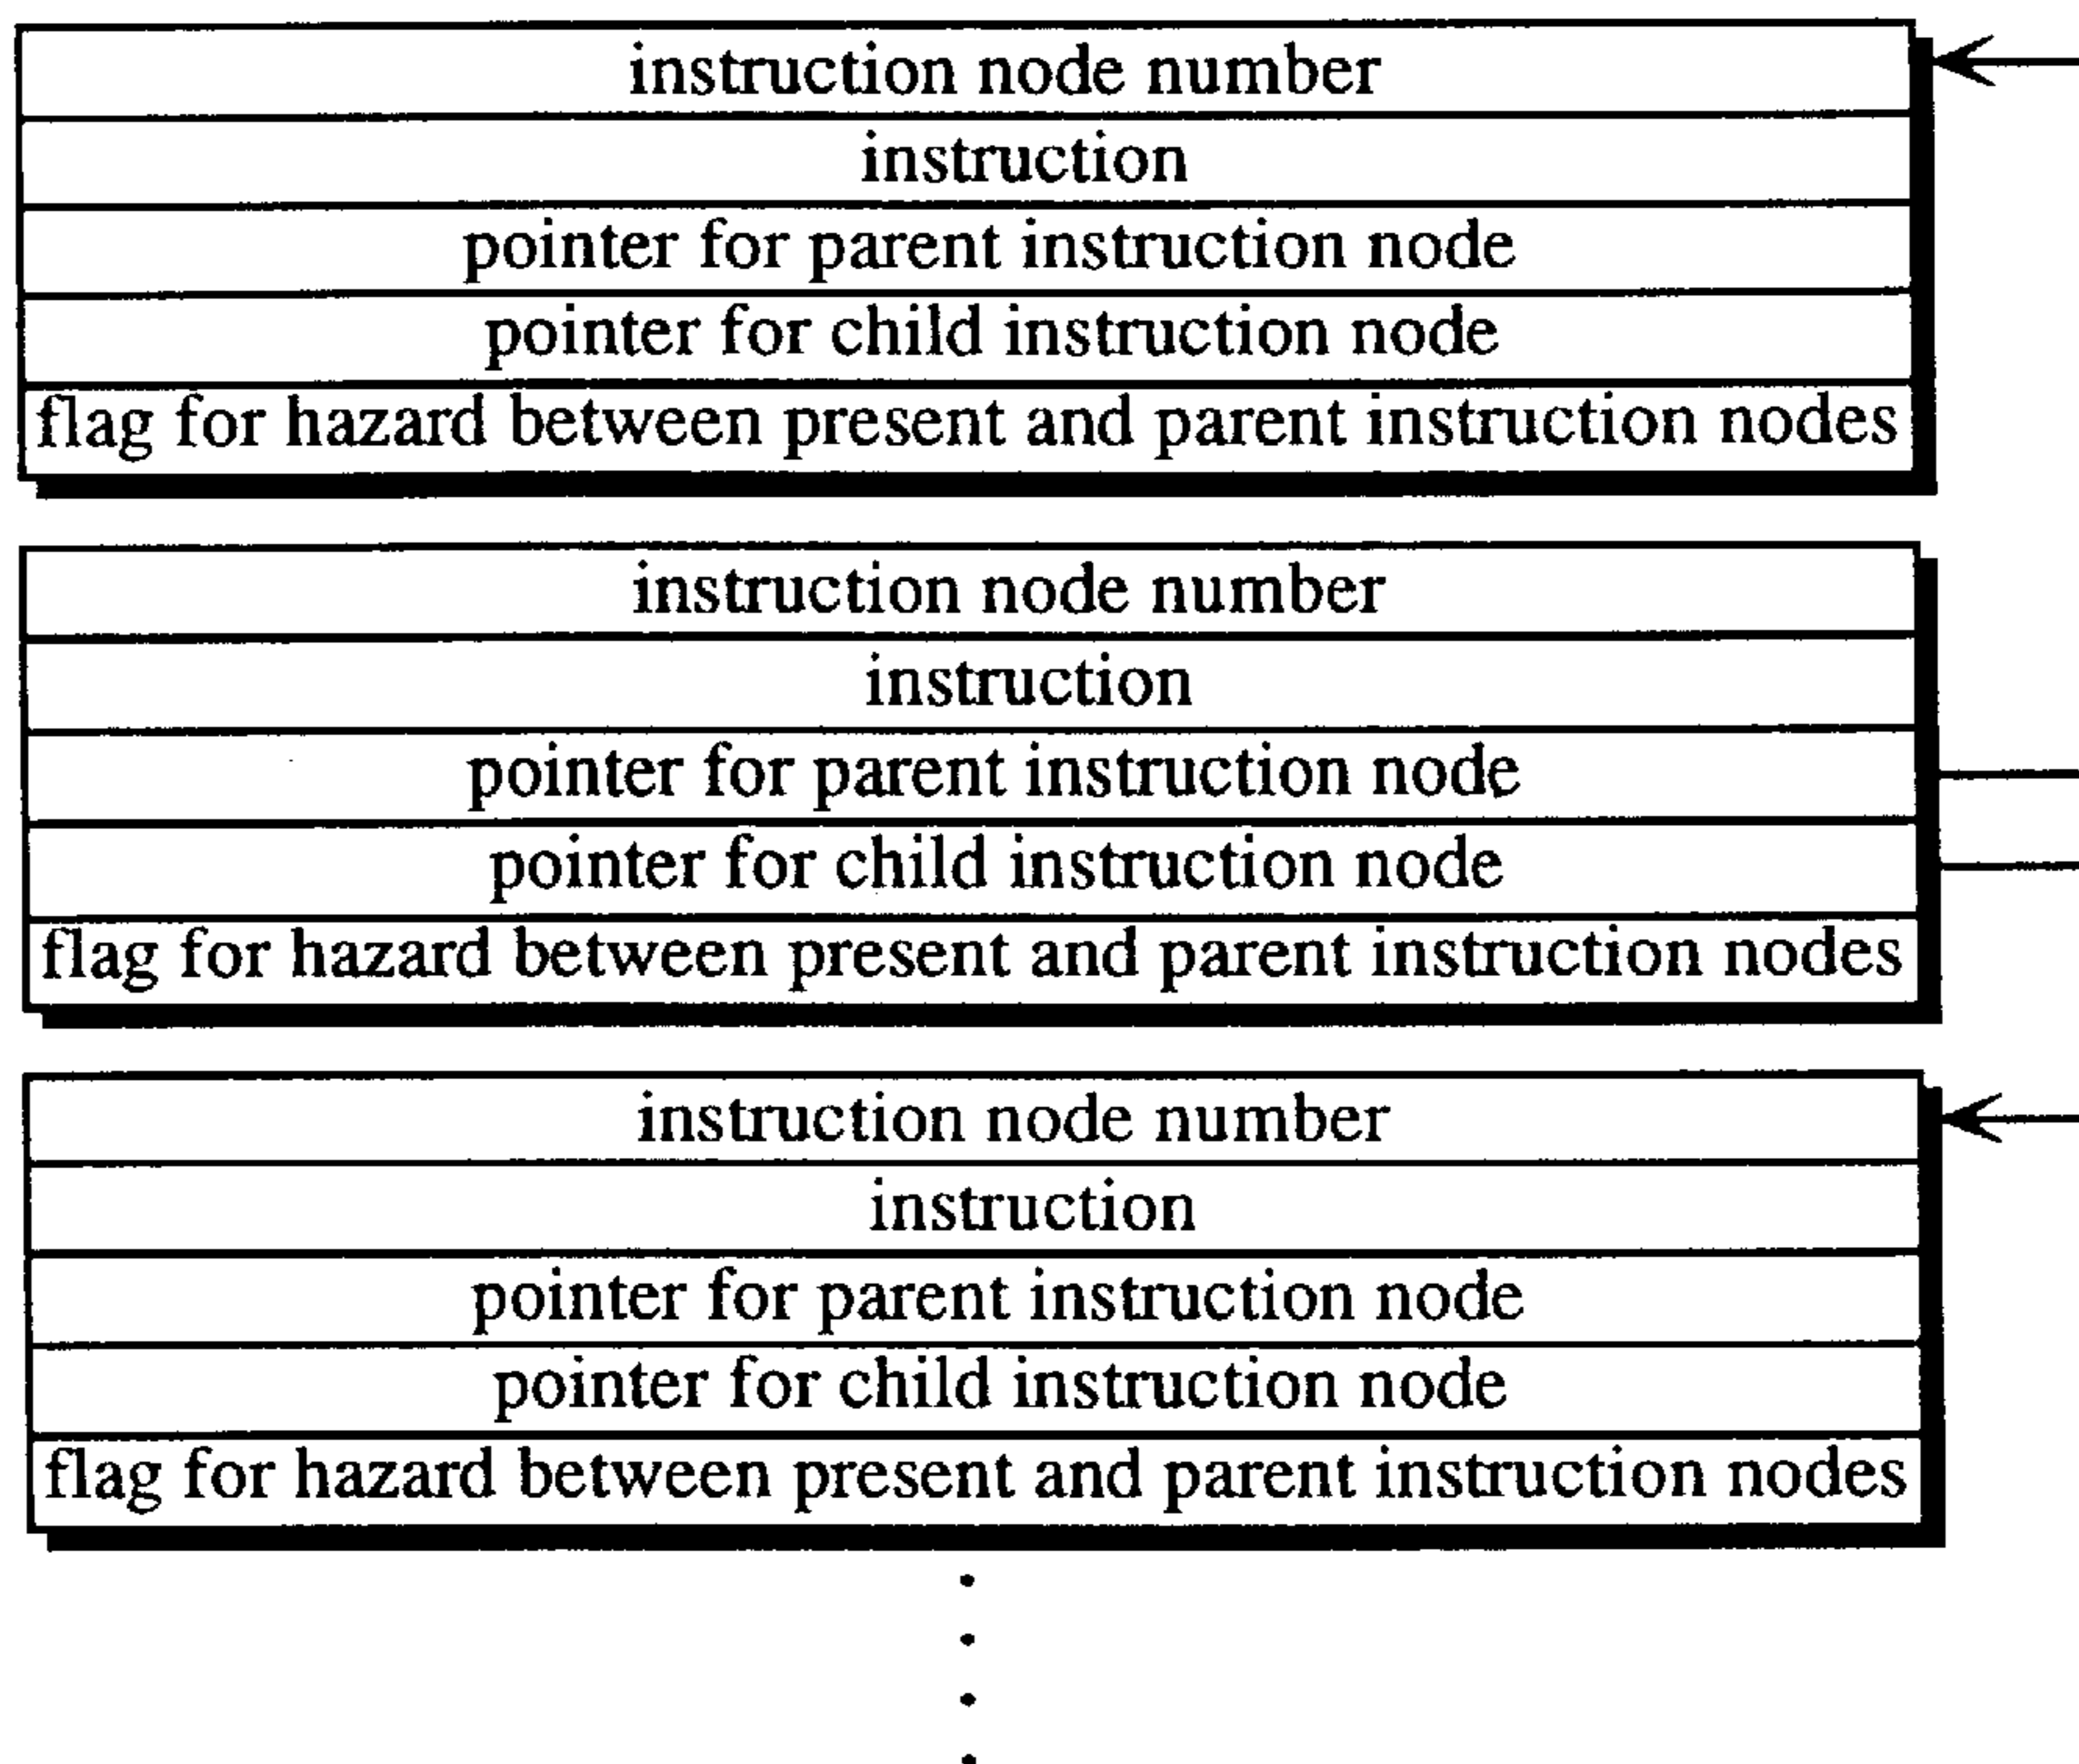 instruction node number
instruction
pointer for parent instruction node
pointer for child instruction node
flag for hazard between present and parent instruction nodes
instruction node number
instruction
pointer for parent instruction node
pointer for child instruction node
flag for hazard between present and parent instruction nodes
instruction node number
instruction
pointer for parent instruction node
pointer for child instruction node
flag for hazard between present and parent instruction nodes